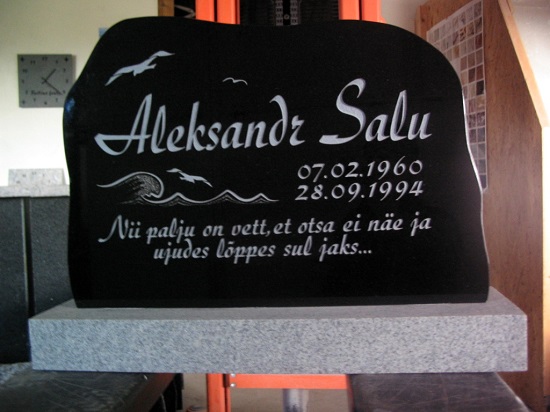 Aleksandr Salu
07.02.1960
28.09.1994
Nii palju on vett, et otsa ei näe ja
ujudes lõppes sul jaks...